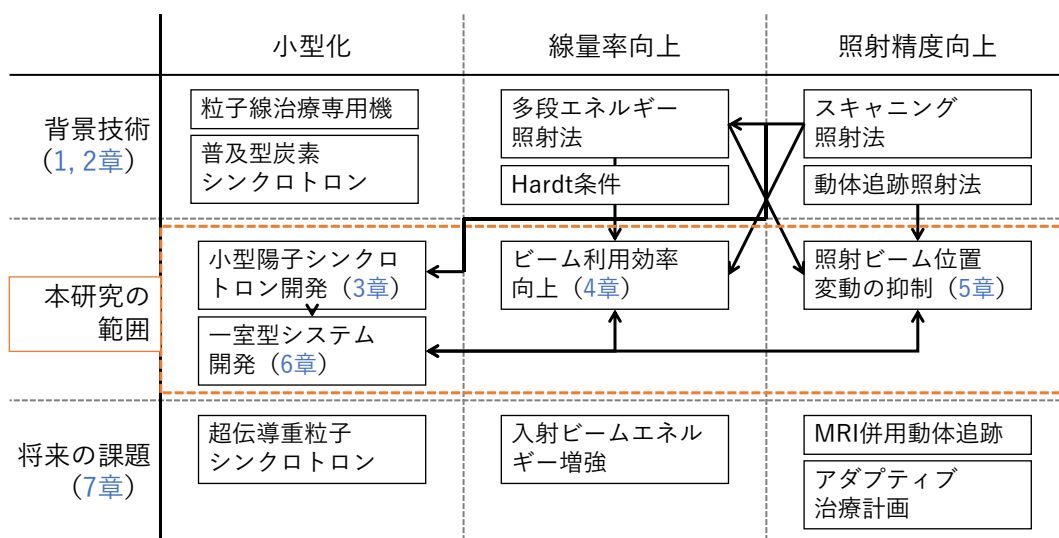 小型化
線量率向上
照射精度向上
背景技術
(1, 2章)
粒子線治療専用機
普及型炭素
シンクロトロン
多段エネルギー
照射法
Hardt条件
スキャニング
照射法
動体追跡照射法
本研究の
範囲
小型陽子シンクロ
トロン開発（3章）
一室型システム
開発（6章）
ビーム利用効率
向上（4章）
照射ビーム位置
変動の抑制（5章）
将来の課題
(7章)
超伝導重粒子
シンクロトロン
入射ビームエネル
ギー増強
MRI併用動体追跡
アダプティブ
治療計画